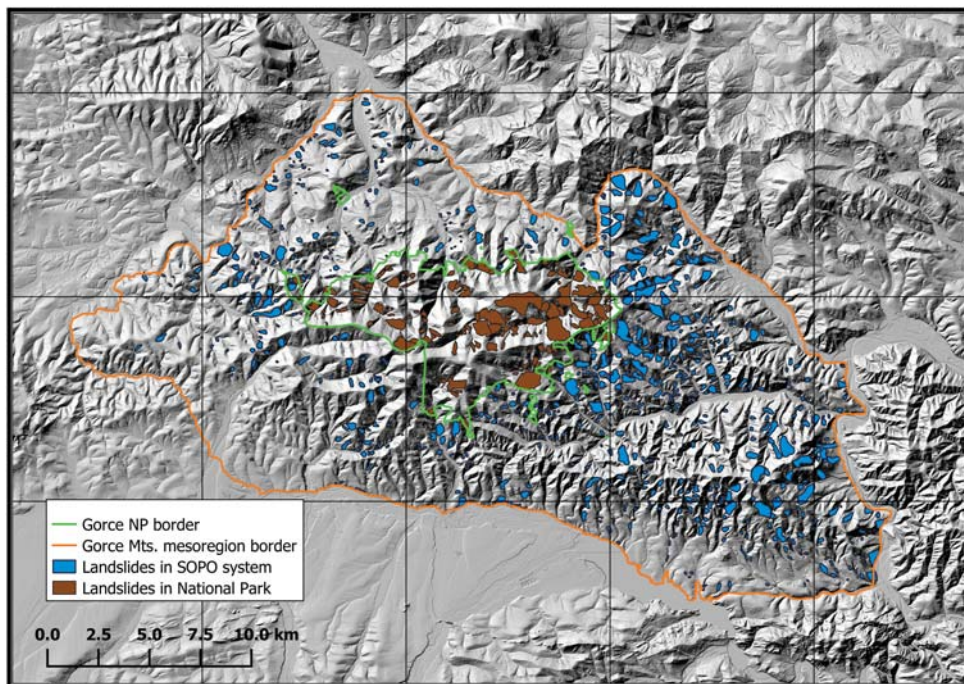 Gorce NP border
Gorce Mts. mesoregion border
Landslides in SOPO system
Landslides in National Park
0.0 2.5 5.0 7.5 10.0 km